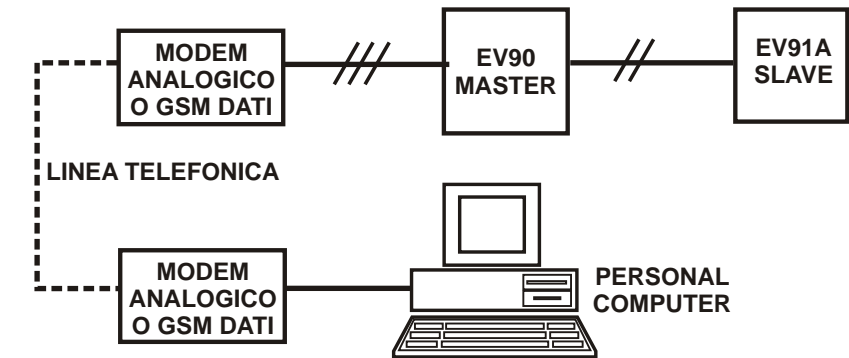 MODEM
ANALOGICO
O GSM DATI
EV90
MASTER
EV91A
SLAVE
LINEA TELEFONICA
MODEM
ANALOGICO
O GSM DATI
PERSONAL
COMPUTER